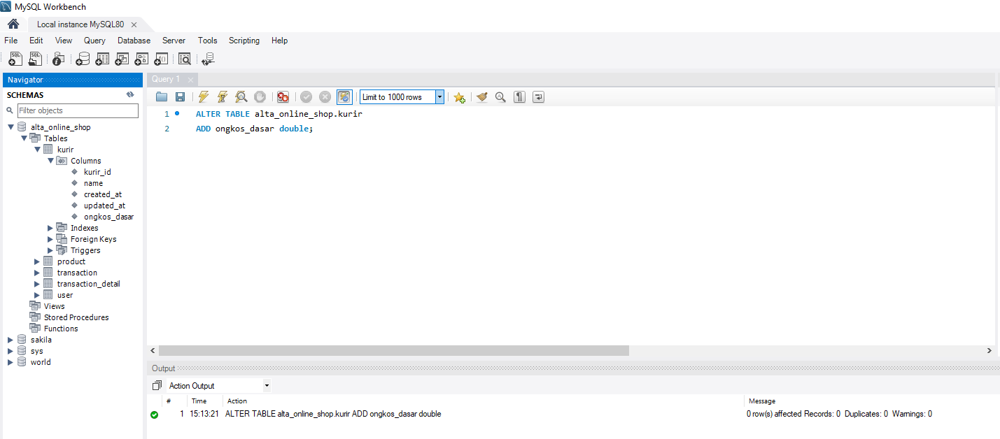 MySQL Workbench
Local instance MySQL80
File Edit View Query Database Server Tools Scripting Help
Navigator
SCHEMAS
Filter objects
alta_online_shop
Tables
kurir
Columns
kurir_id
name
created_at
updated_at
ongkos_dasar
Indexes
Foreign Keys
Triggers
product
transaction
transaction_detail
user
Views
Stored Procedures
Functions
sakila
sys
world
Query 1
Limit to 1000 rows
1 ALTER TABLE alta_online_shop.kurir
2 ADD ongkos_dasar double;
Output
Action Output
# Time Action Message
1 15:13:21 ALTER TABLE alta_online_shop.kurir ADD ongkos_dasar double 0 row(s) affected Records: 0 Duplicates: 0 Warnings: 0